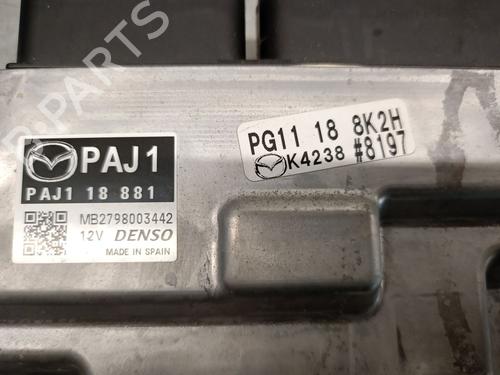 PAJ1
PAJ1 18 881
MB2798003442
12V DENSO
MADE IN SPAIN
PG11 18 8K2H
K4238 #8197
B-PARTS